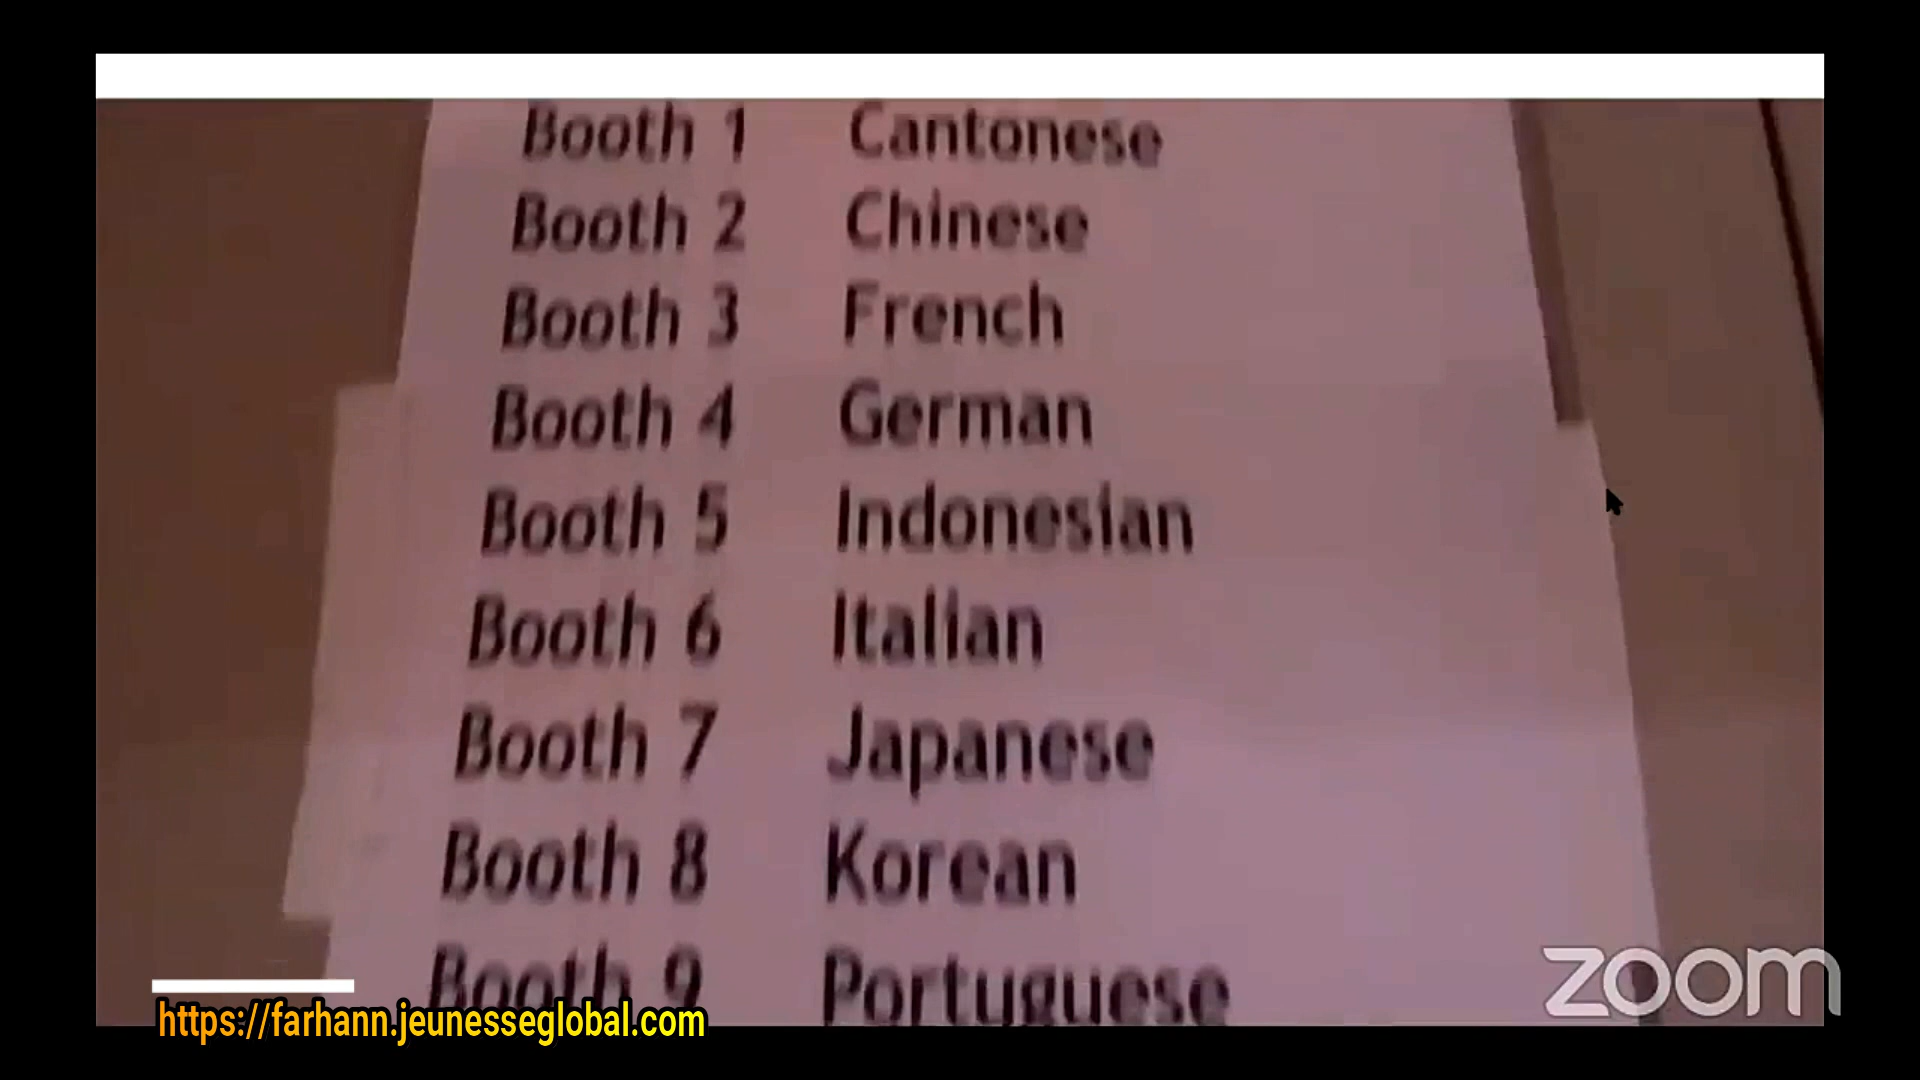 Booth 1 Cantonese
Booth 2 Chinese
Booth 3 French
Booth 4 German
Booth 5 Indonesian
Booth 6 Italian
Booth 7 Japanese
Booth 8 Korean
Booth 9 Portuguese
https://farhann.jeunesseglobal.com
zoom